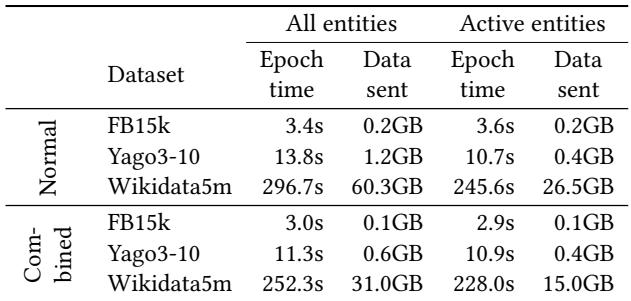 All entities Active entities
Dataset Epoch time Data sent Epoch time Data sent
Normal
FB15k 3.4s 0.2GB 3.6s 0.2GB
Yago3-10 13.8s 1.2GB 10.7s 0.4GB
Wikidata5m 296.7s 60.3GB 245.6s 26.5GB
Com-
bined
FB15k 3.0s 0.1GB 2.9s 0.1GB
Yago3-10 11.3s 0.6GB 10.9s 0.4GB
Wikidata5m 252.3s 31.0GB 228.0s 15.0GB